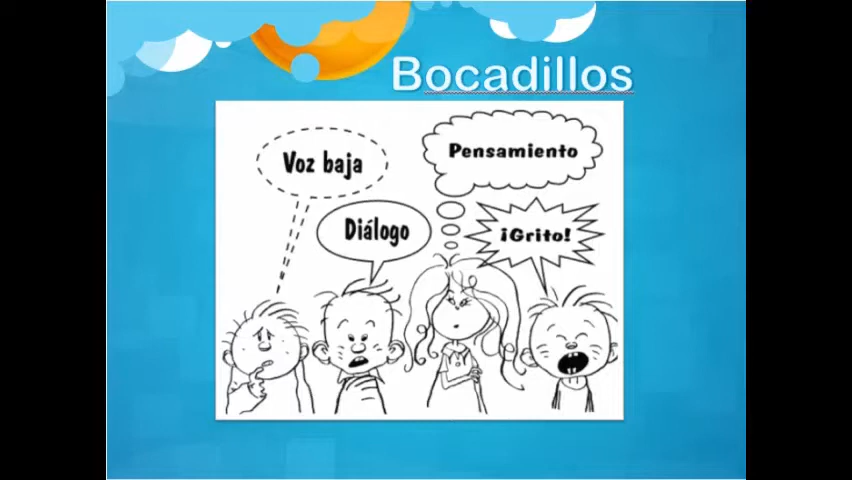 Bocadillos
Voz baja
Pensamiento
Diálogo
¡Grito!